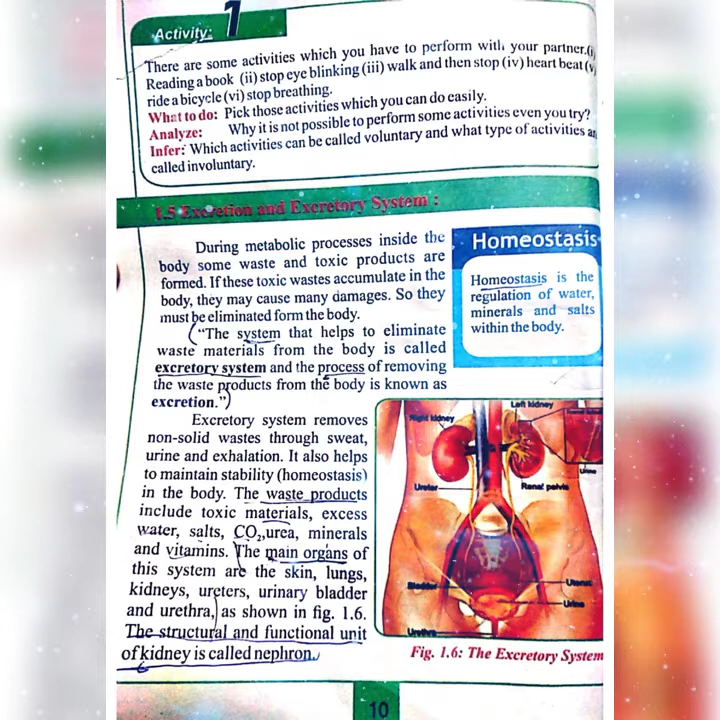 Activity: 1
There are some activities which you have to perform with your partner.(i)
Reading a book (ii) stop eye blinking (iii) walk and then stop (iv) heart beat (v)
ride a bicycle (vi) stop breathing.
What to do: Pick those activities which you can do easily.
Analyze: Why it is not possible to perform some activities even you try?
Infer: Which activities can be called voluntary and what type of activities are
called involuntary.
1.5 Excretion and Excretory System :
During metabolic processes inside the
body some waste and toxic products are
formed. If these toxic wastes accumulate in the
body, they may cause many damages. So they
must be eliminated form the body.
"The system that helps to eliminate
waste materials from the body is called
excretory system and the process of removing
the waste products from the body is known as
excretion."
Homeostasis
Homeostasis is the
regulation of water,
minerals and salts
within the body.
Excretory system removes
non-solid wastes through sweat,
urine and exhalation. It also helps
to maintain stability (homeostasis)
in the body. The waste products
include toxic materials, excess
water, salts, CO₂,urea, minerals
and vitamins. The main organs of
this system are the skin, lungs,
kidneys, ureters, urinary bladder
and urethra, as shown in fig. 1.6.
The structural and functional unit
of kidney is called nephron.
Left kidney
Right kidney
Urine
Ureter
Renal pelvis
Bladder
Uterus
Urine
Urethra
Fig. 1.6: The Excretory System
10